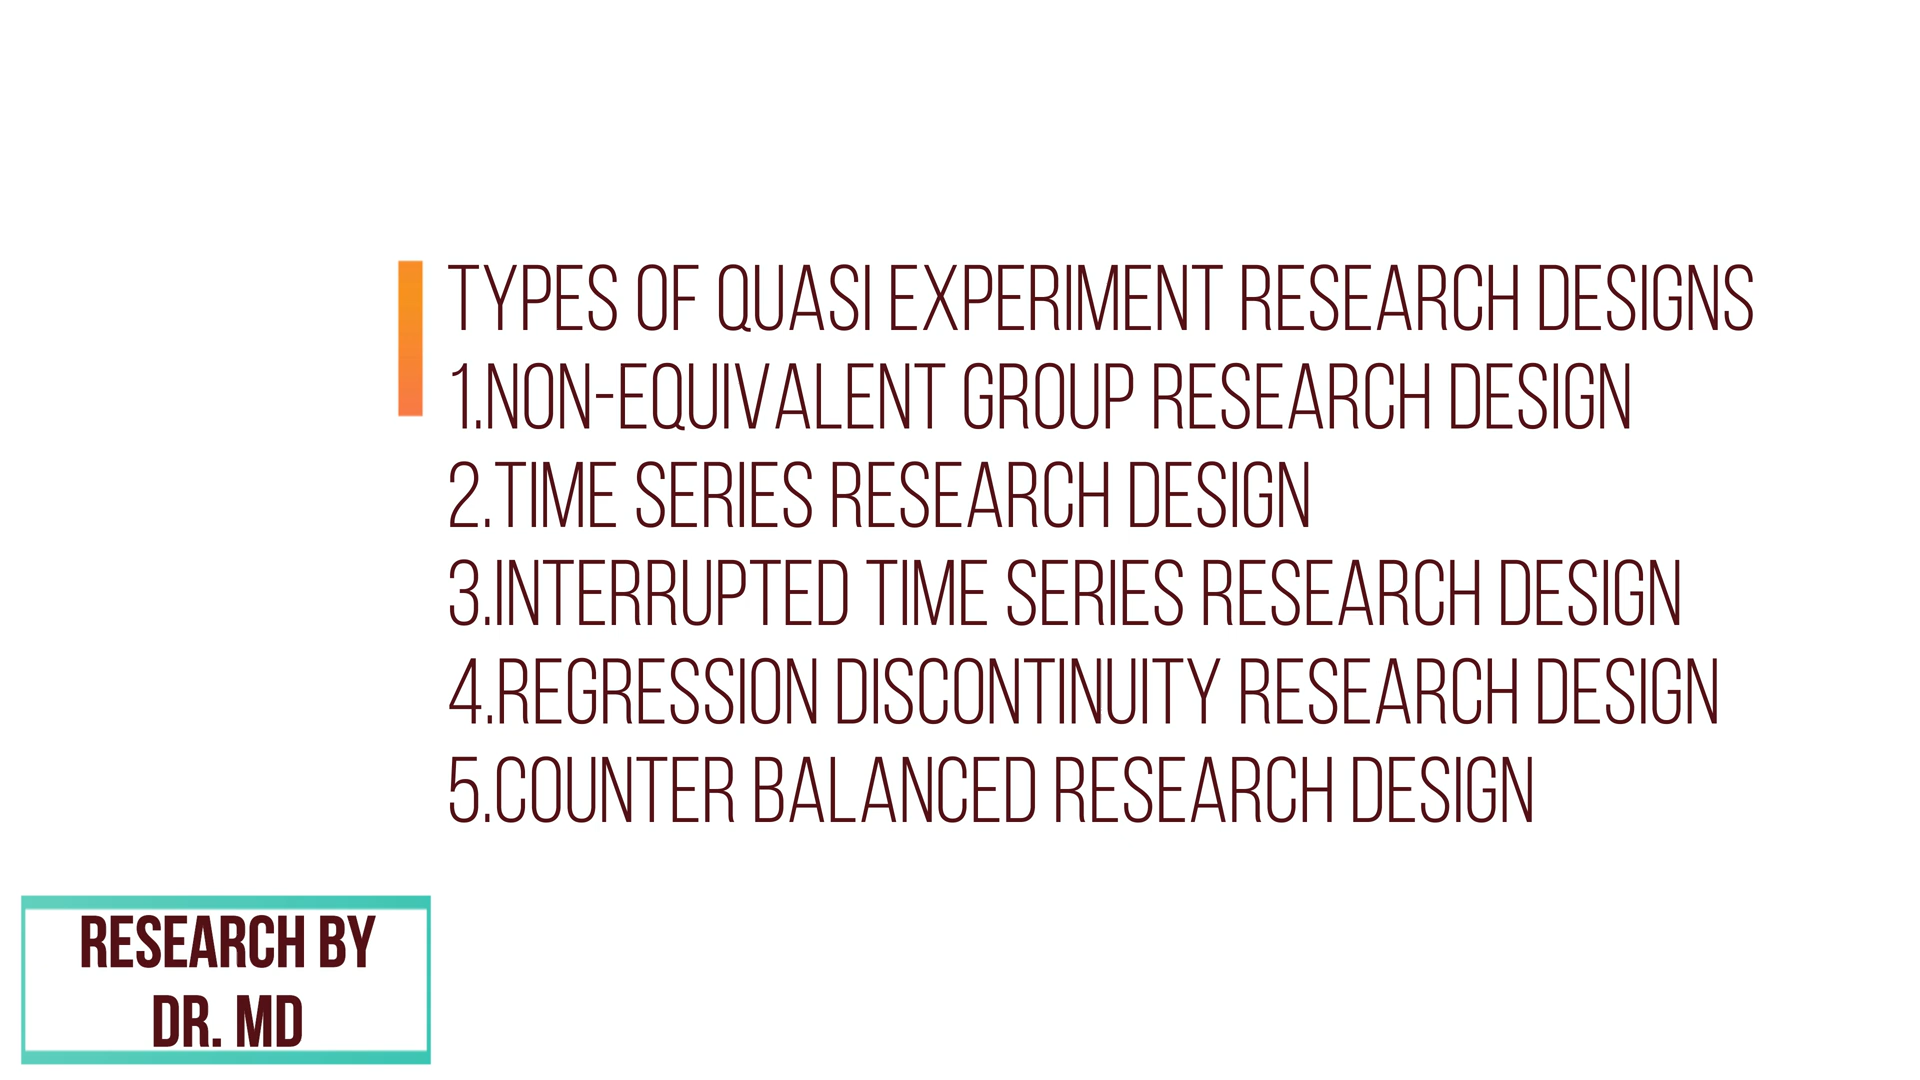 TYPES OF QUASI EXPERIMENT RESEARCH DESIGNS
1.NON-EQUIVALENT GROUP RESEARCH DESIGN
2.TIME SERIES RESEARCH DESIGN
3.INTERRUPTED TIME SERIES RESEARCH DESIGN
4.REGRESSION DISCONTINUITY RESEARCH DESIGN
5.COUNTER BALANCED RESEARCH DESIGN
RESEARCH BY
DR. MD